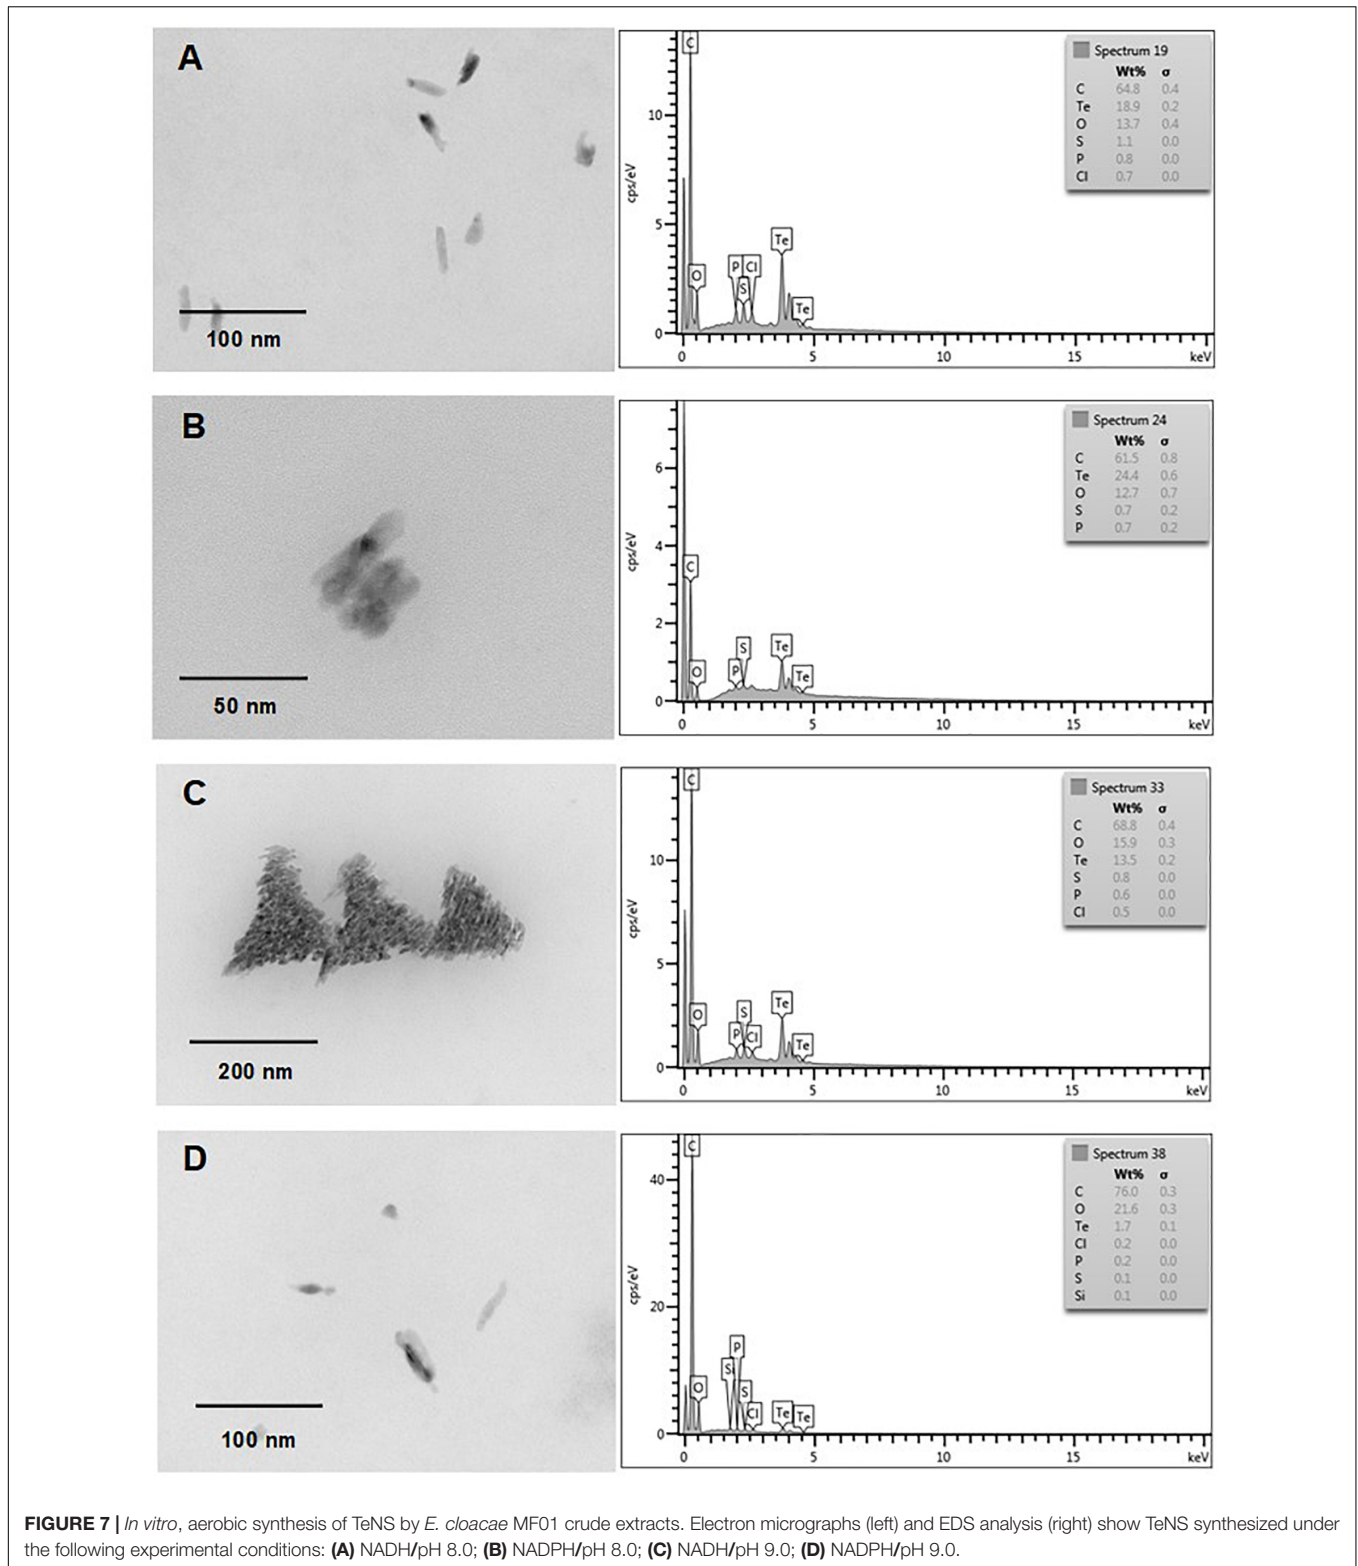 A
100 nm
C
10
5
0
cps/eV
O
P
Cl
S
Te
Te
0
5
10
15
keV
Spectrum 19
Wt% σ
C 64.8 0.4
Te 18.9 0.2
O 13.7 0.4
S 1.1 0.0
P 0.8 0.0
Cl 0.7 0.0
B
50 nm
6
4
2
0
cps/eV
C
O
P
S
Te
Te
0
5
10
15
keV
Spectrum 24
Wt% σ
C 61.5 0.8
Te 24.4 0.6
O 12.7 0.7
S 0.7 0.2
P 0.7 0.2
C
200 nm
C
10
5
0
cps/eV
O
P
S
Cl
Te
Te
0
5
10
15
keV
Spectrum 33
Wt% σ
C 68.8 0.4
O 15.9 0.3
Te 13.5 0.2
S 0.8 0.0
P 0.6 0.0
Cl 0.5 0.0
D
100 nm
C
40
20
0
cps/eV
O
Si
P
S
Cl
Te
Te
0
5
10
15
keV
Spectrum 38
Wt% σ
C 76.0 0.3
O 21.6 0.3
Te 1.7 0.1
Cl 0.2 0.0
P 0.2 0.0
S 0.1 0.0
Si 0.1 0.0
FIGURE 7 | In vitro, aerobic synthesis of TeNS by E. cloacae MF01 crude extracts. Electron micrographs (left) and EDS analysis (right) show TeNS synthesized under
the following experimental conditions: (A) NADH/pH 8.0; (B) NADPH/pH 8.0; (C) NADH/pH 9.0; (D) NADPH/pH 9.0.